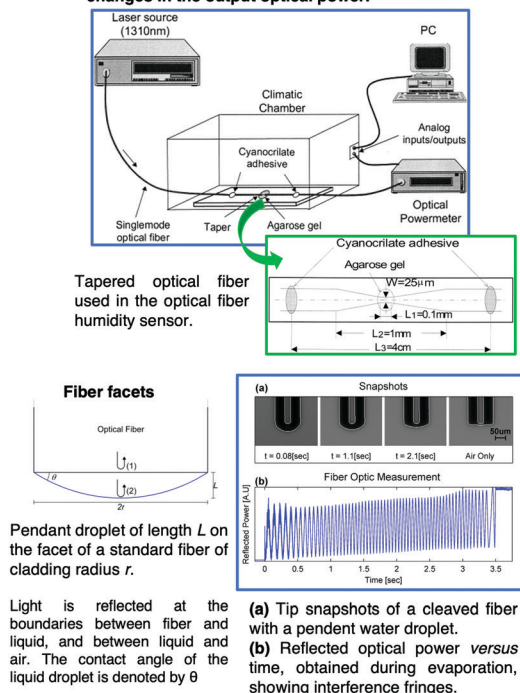 changes in the output optical power.
Laser source
(1310nm)
PC
Climatic
Chamber
Cyanocrilate
adhesive
Analog
inputs/outputs
Singlemode
optical fiber
Taper
Agarose gel
Optical
Powermeter
Cyanocrilate adhesive
Agarose gel
W=25μm
L1=0.1mm
L2=1mm
L3=4cm
Tapered optical fiber
used in the optical fiber
humidity sensor.
Fiber facets
Optical Fiber
(1)
θ
(2)
L
2r
Pendant droplet of length L on
the facet of a standard fiber of
cladding radius r.
Light is reflected at the
boundaries between fiber and
liquid, and between liquid and
air. The contact angle of the
liquid droplet is denoted by θ
(a) Snapshots
50um
t = 0.08[sec] t = 1.1[sec] t = 2.1[sec] Air Only
(b) Fiber Optic Measurement
Reflected Power [A.U]
0 0.5 1 1.5 2 2.5 3 3.5
Time [sec]
(a) Tip snapshots of a cleaved fiber
with a pendent water droplet.
(b) Reflected optical power versus
time, obtained during evaporation,
showing interference fringes.